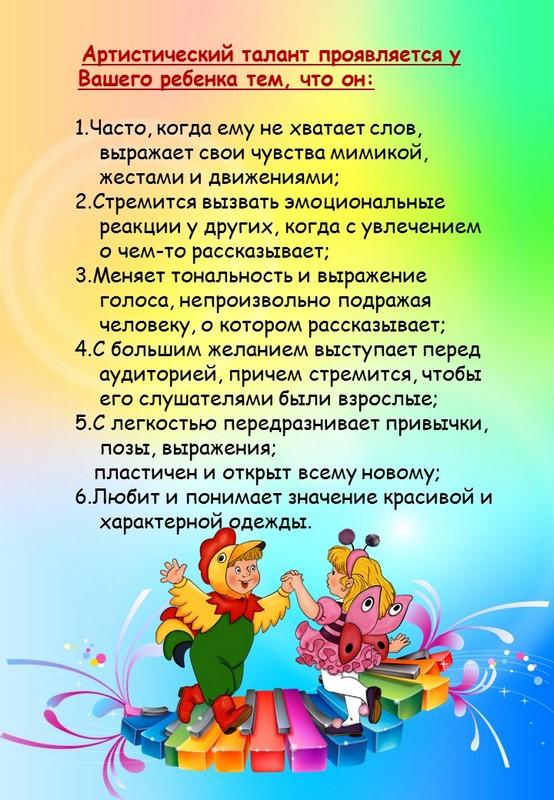 Артистический талант проявляется у
Вашего ребенка тем, что он:
1.Часто, когда ему не хватает слов,
выражает свои чувства мимикой,
жестами и движениями;
2.Стремится вызвать эмоциональные
реакции у других, когда с увлечением
о чем-то рассказывает;
3.Меняет тональность и выражение
голоса, непроизвольно подражая
человеку, о котором рассказывает;
4.С большим желанием выступает перед
аудиторией, причем стремится, чтобы
его слушателями были взрослые;
5.С легкостью передразнивает привычки,
позы, выражения;
пластичен и открыт всему новому;
6.Любит и понимает значение красивой и
характерной одежды.